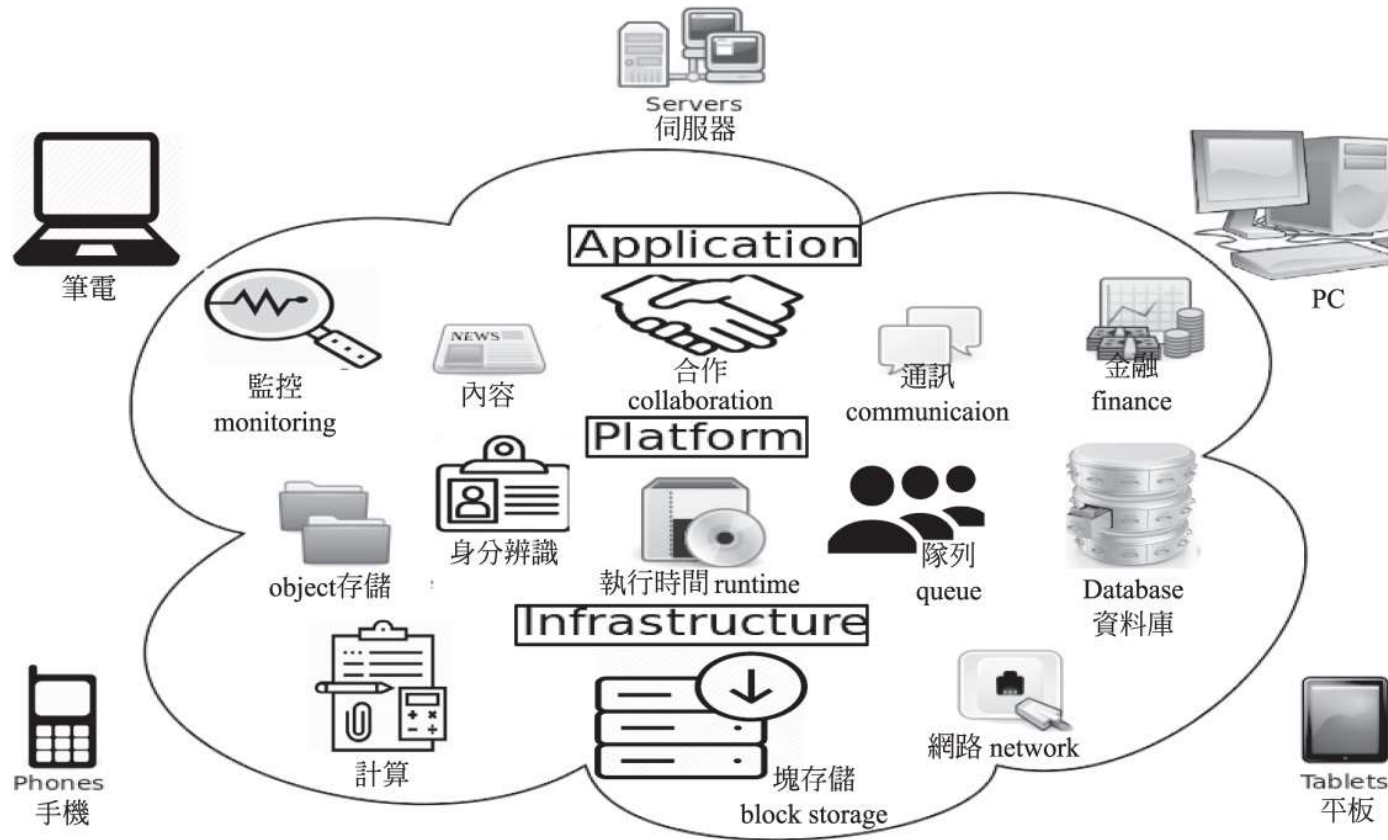 Servers
伺服器
筆電
PC
Application
監控
monitoring
NEWS
內容
合作
collaboration
通訊
communicaion
金融
finance
Platform
object存儲
身分辨識
執行時間 runtime
隊列
queue
Database
資料庫
Infrastructure
計算
塊存儲
block storage
網路 network
Phones
手機
Tablets
平板